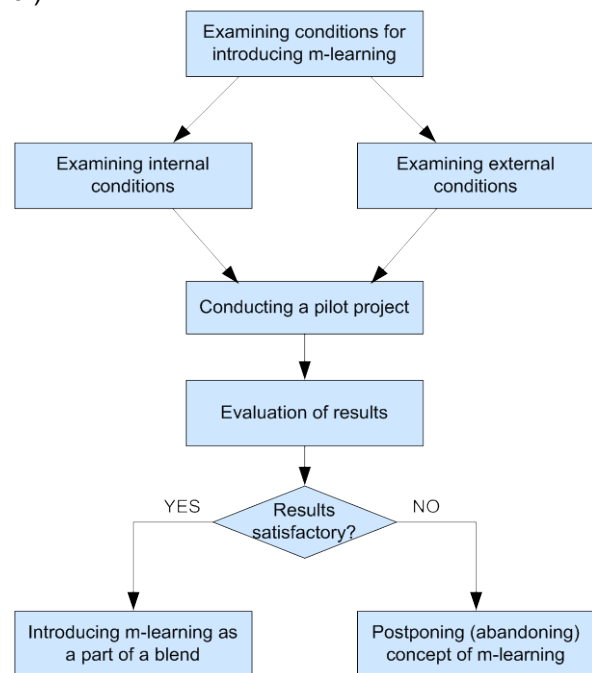 Examining conditions for
introducing m-learning
Examining internal
conditions
Examining external
conditions
Conducting a pilot project
Evaluation of results
Results
satisfactory?
YES
NO
Introducing m-learning as
a part of a blend
Postponing (abandoning)
concept of m-learning